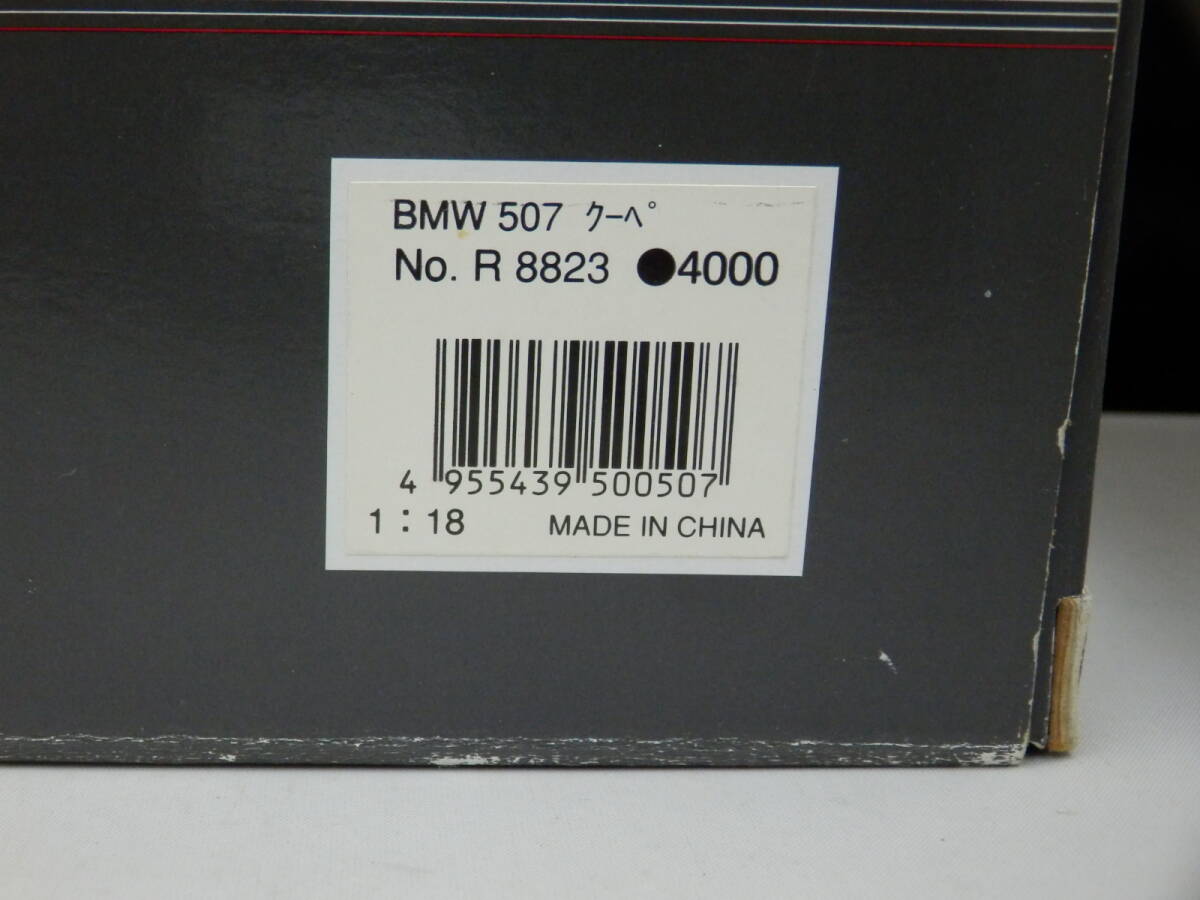 BMW 507 ｸｰﾍﾟ
No. R 8823 ●4000
4 955439 500507
1：18 MADE IN CHINA